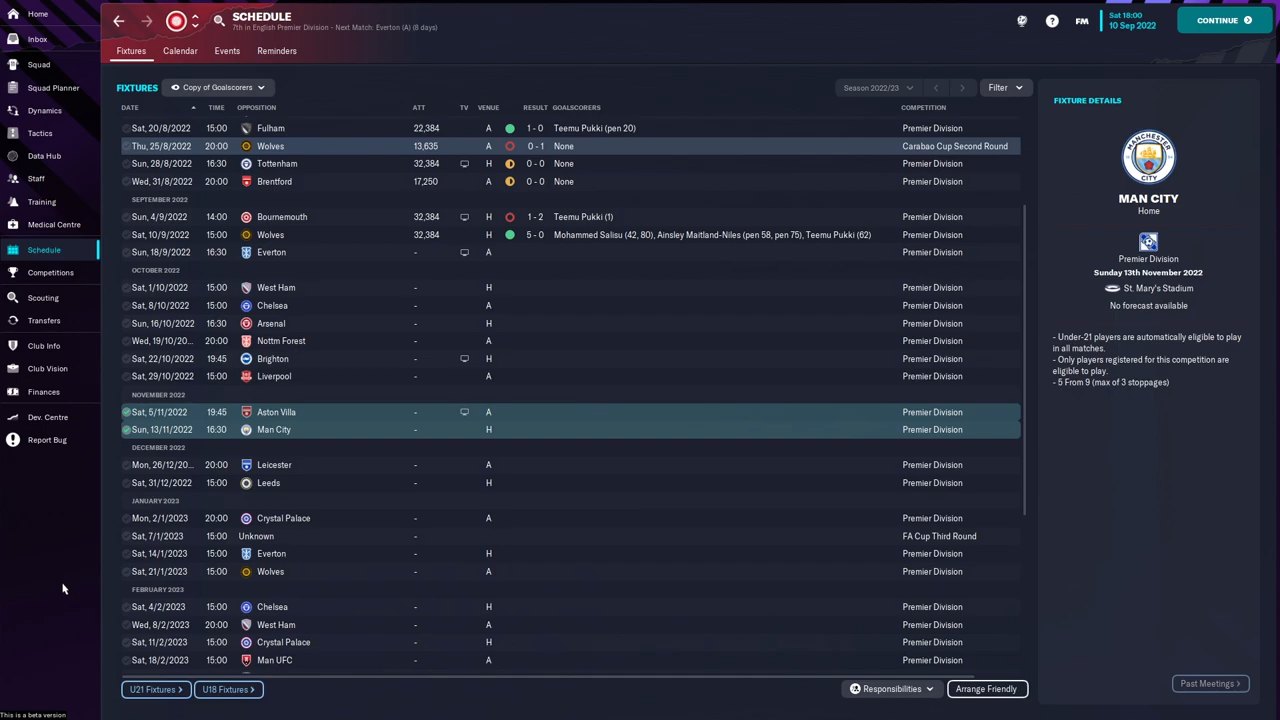 Home
Inbox
Squad
Squad Planner
Dynamics
Tactics
Data Hub
Staff
Training
Medical Centre
Schedule
Competitions
Scouting
Transfers
Club Info
Club Vision
Finances
Dev. Centre
Report Bug
This is a beta version
SCHEDULE
7th in English Premier Division - Next Match: Everton (A) (8 days)
FM
Sat 18:00
10 Sep 2022
CONTINUE
Fixtures
Calendar
Events
Reminders
FIXTURES
Copy of Goalscorers
Season 2022/23
Filter
DATE TIME OPPOSITION ATT TV VENUE RESULT GOALSCORERS COMPETITION
Sat, 20/8/2022 15:00 Fulham 22,384 A 1 - 0 Teemu Pukki (pen 20) Premier Division
Thu, 25/8/2022 20:00 Wolves 13,635 A 0 - 1 None Carabao Cup Second Round
Sun, 28/8/2022 16:30 Tottenham 32,384 H 0 - 0 None Premier Division
Wed, 31/8/2022 20:00 Brentford 17,250 A 0 - 0 None Premier Division
SEPTEMBER 2022
Sun, 4/9/2022 14:00 Bournemouth 32,384 H 1 - 2 Teemu Pukki (1) Premier Division
Sat, 10/9/2022 15:00 Wolves 32,384 H 5 - 0 Mohammed Salisu (42, 80), Ainsley Maitland-Niles (pen 58, pen 75), Teemu Pukki (62) Premier Division
Sun, 18/9/2022 16:30 Everton - A Premier Division
OCTOBER 2022
Sat, 1/10/2022 15:00 West Ham - H Premier Division
Sat, 8/10/2022 15:00 Chelsea - A Premier Division
Sun, 16/10/2022 16:30 Arsenal - H Premier Division
Wed, 19/10/20... 20:00 Nottm Forest - A Premier Division
Sat, 22/10/2022 19:45 Brighton - H Premier Division
Sat, 29/10/2022 15:00 Liverpool - A Premier Division
NOVEMBER 2022
Sat, 5/11/2022 19:45 Aston Villa - A Premier Division
Sun, 13/11/2022 16:30 Man City - H Premier Division
DECEMBER 2022
Mon, 26/12/20... 20:00 Leicester - A Premier Division
Sat, 31/12/2022 15:00 Leeds - H Premier Division
JANUARY 2023
Mon, 2/1/2023 20:00 Crystal Palace - A Premier Division
Sat, 7/1/2023 15:00 Unknown - FA Cup Third Round
Sat, 14/1/2023 15:00 Everton - H Premier Division
Sat, 21/1/2023 15:00 Wolves - A Premier Division
FEBRUARY 2023
Sat, 4/2/2023 15:00 Chelsea - H Premier Division
Wed, 8/2/2023 20:00 West Ham - A Premier Division
Sat, 11/2/2023 15:00 Crystal Palace - H Premier Division
Sat, 18/2/2023 15:00 Man UFC - A Premier Division
U21 Fixtures >
U18 Fixtures >
Responsibilities
Arrange Friendly
FIXTURE DETAILS
MANCHESTER
CITY
MAN CITY
Home
Premier Division
Sunday 13th November 2022
St. Mary's Stadium
No forecast available
- Under-21 players are automatically eligible to play
in all matches.
- Only players registered for this competition are
eligible to play.
- 5 From 9 (max of 3 stoppages)
Past Meetings >